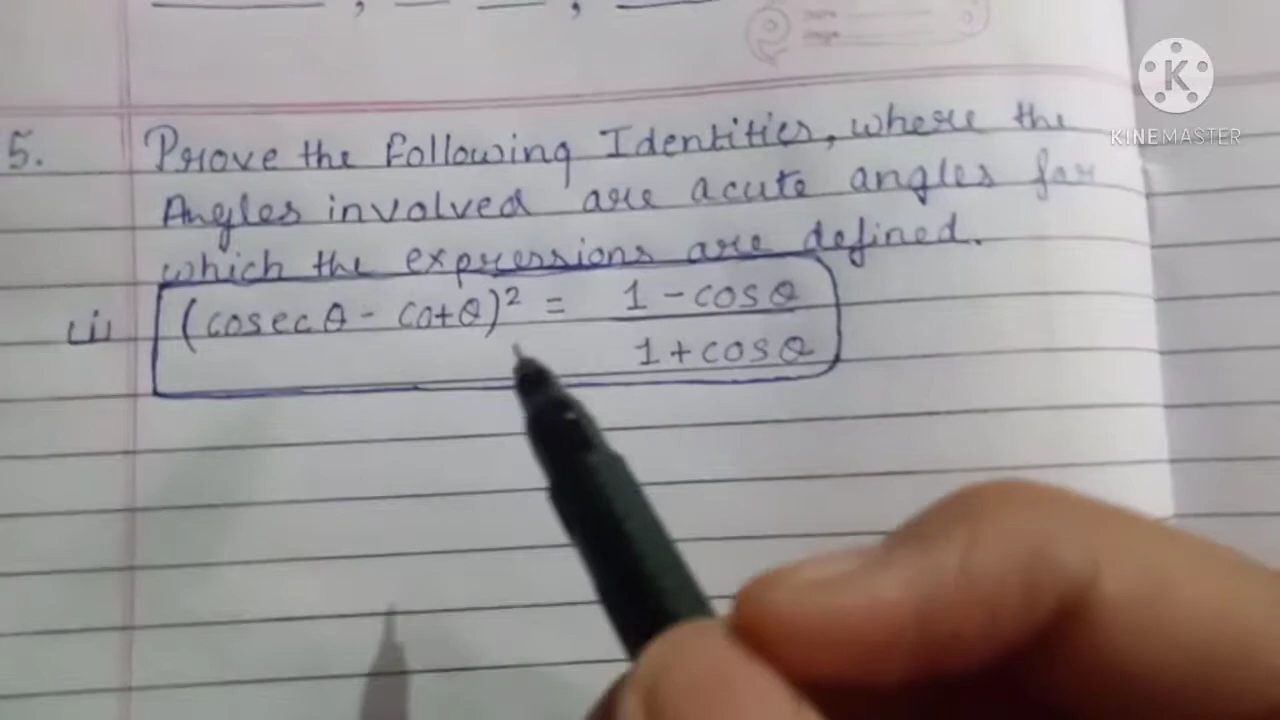 KINEMASTER
5. Prove the following Identities, where the
Angles involved are acute angles for
which the expressions are defined.
(i) (cosecθ - cotθ)² = 1 - cosθ
1 + cosθ